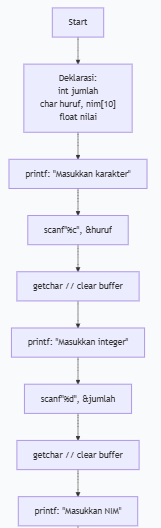 Start
Deklarasi:
int jumlah
char huruf, nim[10]
float nilai
printf: "Masukkan karakter"
scanf"%c", &huruf
getchar // clear buffer
printf: "Masukkan integer"
scanf"%d", &jumlah
getchar // clear buffer
printf: "Masukkan NIM"